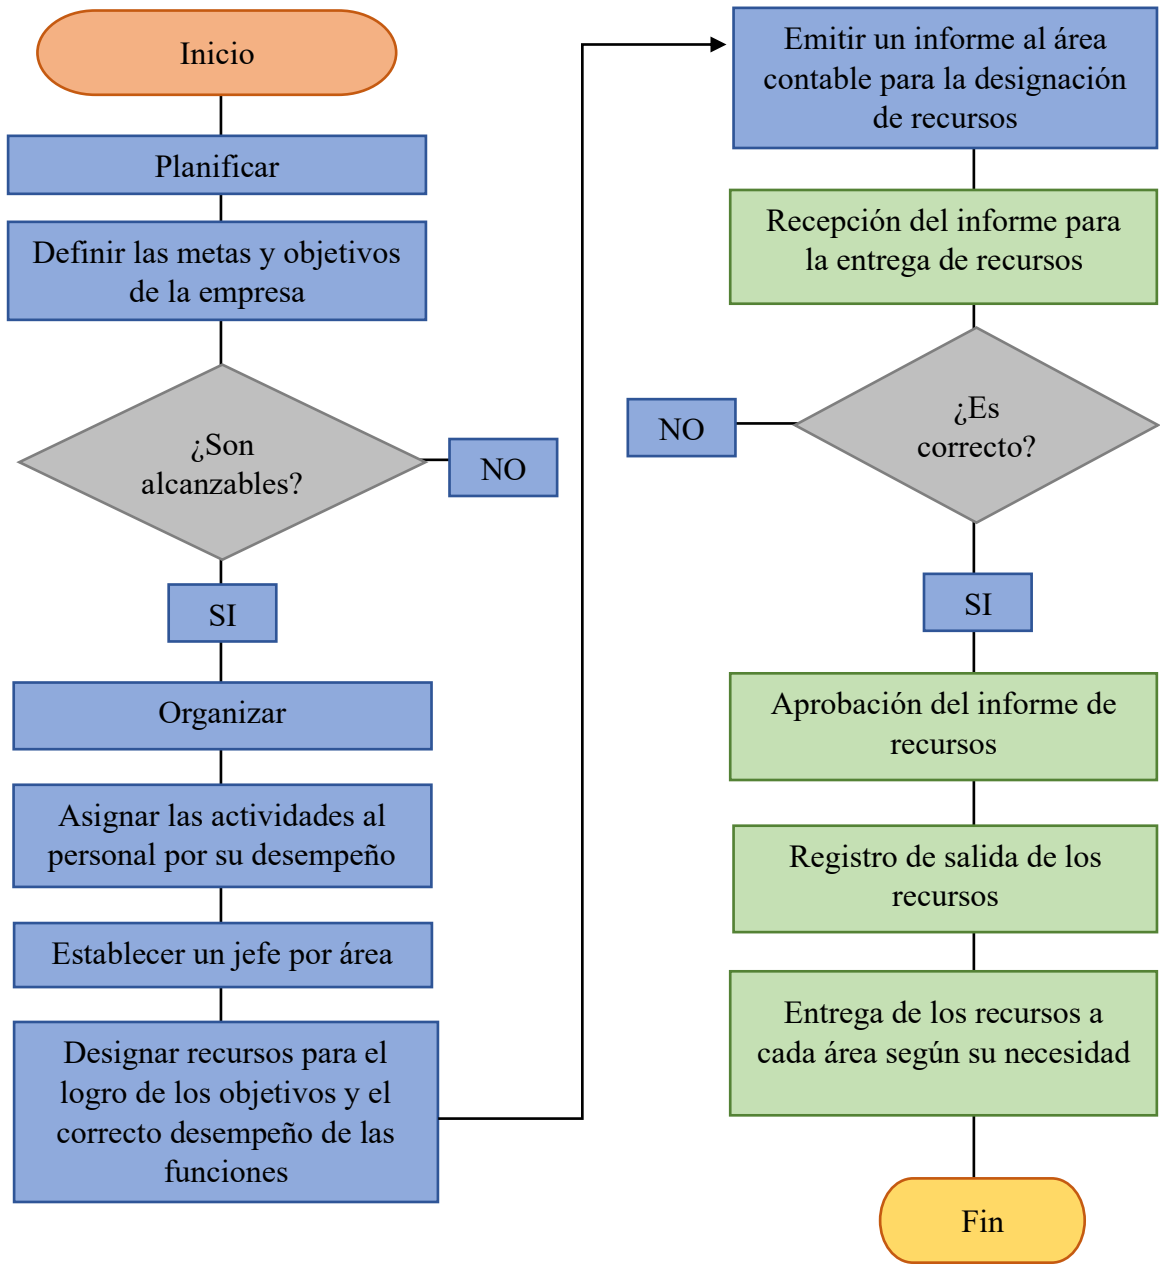 Inicio
Planificar
Definir las metas y objetivos
de la empresa
¿Son
alcanzables?
NO
SI
Organizar
Asignar las actividades al
personal por su desempeño
Establecer un jefe por área
Designar recursos para el
logro de los objetivos y el
correcto desempeño de las
funciones
Emitir un informe al área
contable para la designación
de recursos
Recepción del informe para
la entrega de recursos
¿Es
correcto?
NO
SI
Aprobación del informe de
recursos
Registro de salida de los
recursos
Entrega de los recursos a
cada área según su necesidad
Fin